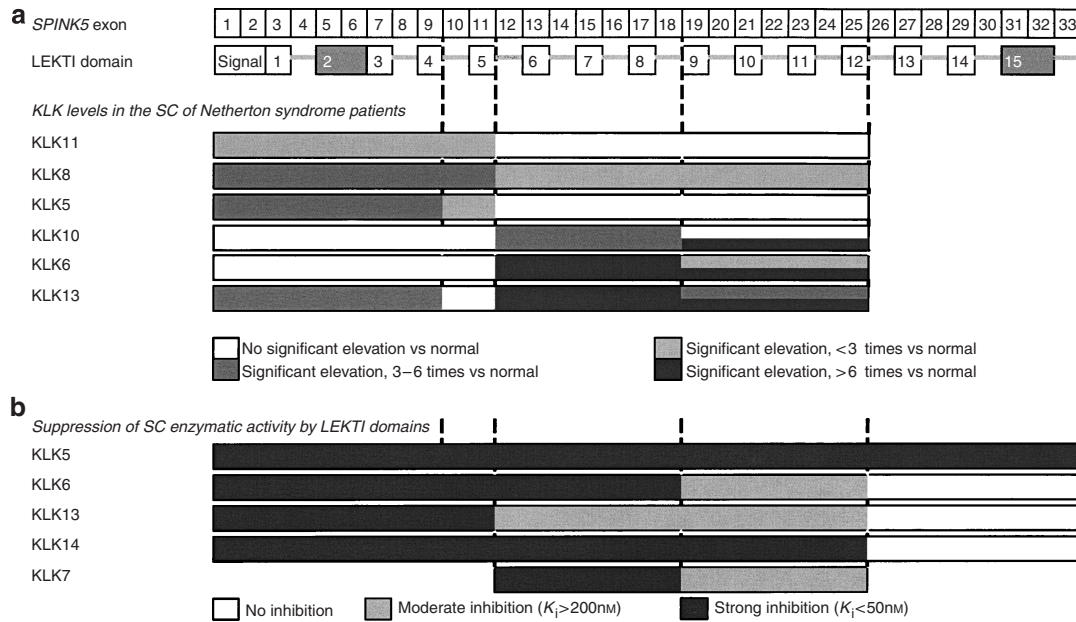 a
SPINK5 exon 1 2 3 4 5 6 7 8 9 10 11 12 13 14 15 16 17 18 19 20 21 22 23 24 25 26 27 28 29 30 31 32 33
LEKTI domain Signal 1 2 3 4 5 6 7 8 9 10 11 12 13 14 15
KLK levels in the SC of Netherton syndrome patients
KLK11
KLK8
KLK5
KLK10
KLK6
KLK13
No significant elevation vs normal
Significant elevation, <3 times vs normal
Significant elevation, 3–6 times vs normal
Significant elevation, >6 times vs normal
b
Suppression of SC enzymatic activity by LEKTI domains
KLK5
KLK6
KLK13
KLK14
KLK7
No inhibition
Moderate inhibition (Ki>200nM)
Strong inhibition (Ki<50nM)